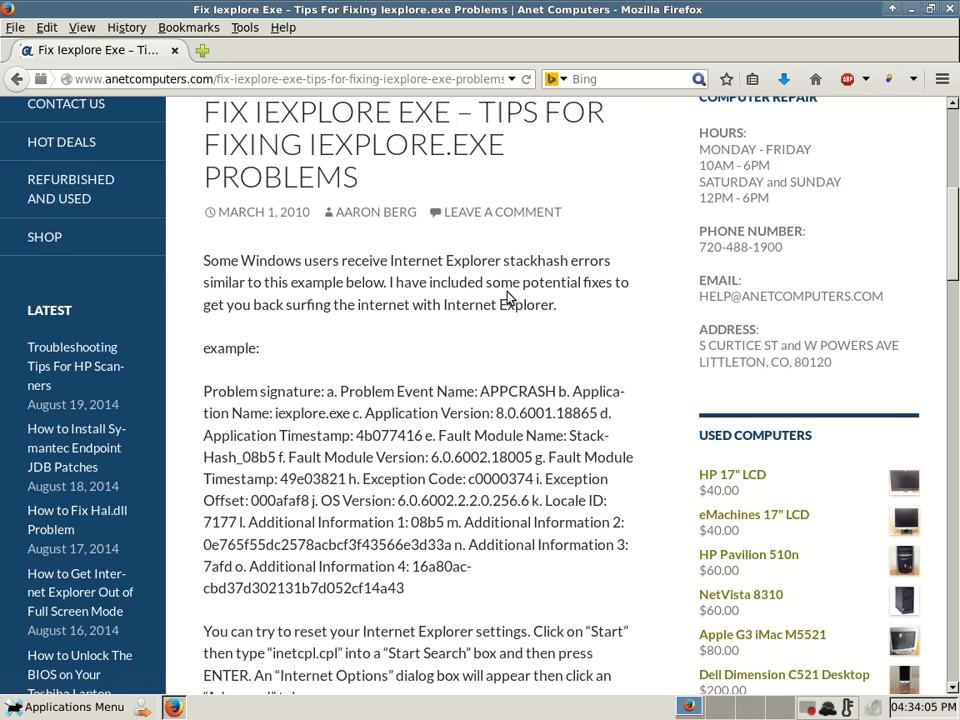 Fix Iexplore Exe – Tips For Fixing Iexplore.exe Problems | Anet Computers - Mozilla Firefox
File Edit View History Bookmarks Tools Help
Fix Iexplore Exe – Ti...
www.anetcomputers.com/fix-iexplore-exe-tips-for-fixing-iexplore-exe-problems
Bing
ABP
CONTACT US
HOT DEALS
REFURBISHED
AND USED
SHOP
LATEST
Troubleshooting
Tips For HP Scan-
ners
August 19, 2014
How to Install Sy-
mantec Endpoint
JDB Patches
August 18, 2014
How to Fix Hal.dll
Problem
August 17, 2014
How to Get Inter-
net Explorer Out of
Full Screen Mode
August 16, 2014
How to Unlock The
BIOS on Your
Toshiba Laptop
FIX IEXPLORE EXE – TIPS FOR
FIXING IEXPLORE.EXE
PROBLEMS
MARCH 1, 2010 AARON BERG LEAVE A COMMENT
Some Windows users receive Internet Explorer stackhash errors
similar to this example below. I have included some potential fixes to
get you back surfing the internet with Internet Explorer.
example:
Problem signature: a. Problem Event Name: APPCRASH b. Applica-
tion Name: iexplore.exe c. Application Version: 8.0.6001.18865 d.
Application Timestamp: 4b077416 e. Fault Module Name: Stack-
Hash_08b5 f. Fault Module Version: 6.0.6002.18005 g. Fault Module
Timestamp: 49e03821 h. Exception Code: c0000374 i. Exception
Offset: 000afaf8 j. OS Version: 6.0.6002.2.2.0.256.6 k. Locale ID:
7177 l. Additional Information 1: 08b5 m. Additional Information 2:
0e765f55dc2578acbcf3f43566e3d33a n. Additional Information 3:
7afd o. Additional Information 4: 16a80ac-
cbd37d302131b7d052cf14a43
You can try to reset your Internet Explorer settings. Click on “Start”
then type “inetcpl.cpl” into a “Start Search” box and then press
ENTER. An “Internet Options” dialog box will appear then click an
COMPUTER REPAIR
HOURS:
MONDAY - FRIDAY
10AM - 6PM
SATURDAY and SUNDAY
12PM - 6PM
PHONE NUMBER:
720-488-1900
EMAIL:
HELP@ANETCOMPUTERS.COM
ADDRESS:
S CURTICE ST and W POWERS AVE
LITTLETON, CO, 80120
USED COMPUTERS
HP 17" LCD
$40.00
eMachines 17" LCD
$40.00
HP Pavilion 510n
$60.00
NetVista 8310
$60.00
Apple G3 iMac M5521
$80.00
Dell Dimension C521 Desktop
$200.00
Applications Menu
04:34:05 PM